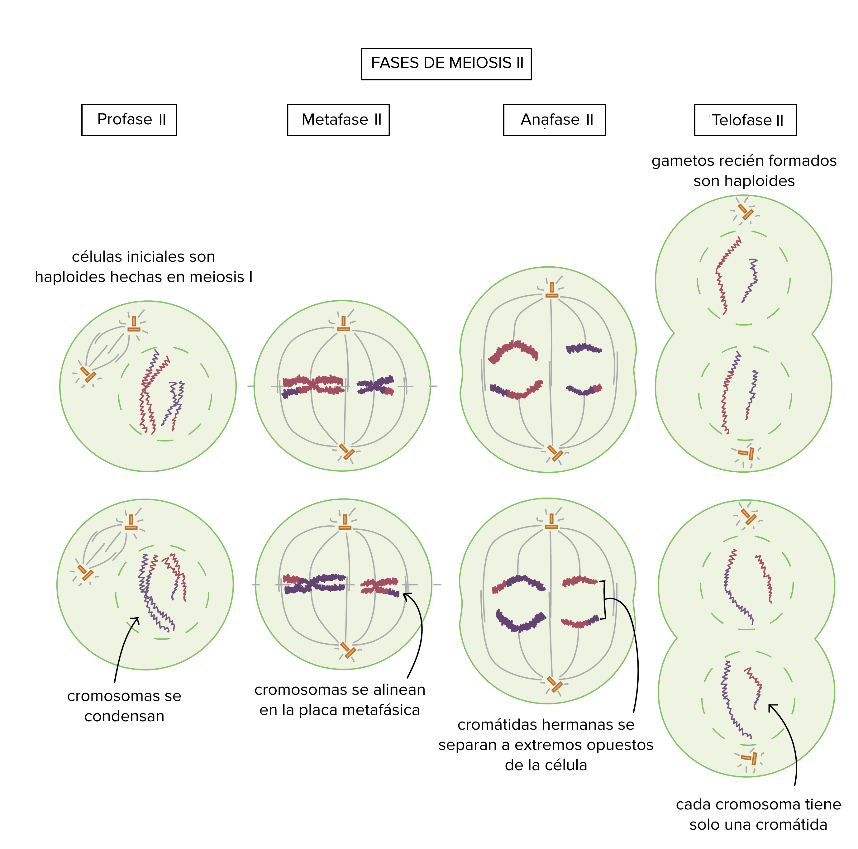 FASES DE MEIOSIS II
Profase II
Metafase II
Anafase II
Telofase II
gametos recién formados
son haploides
células iniciales son
haploides hechas en meiosis I
cromosomas se
condensan
cromosomas se alinean
en la placa metafásica
cromátidas hermanas se
separan a extremos opuestos
de la célula
cada cromosoma tiene
solo una cromátida